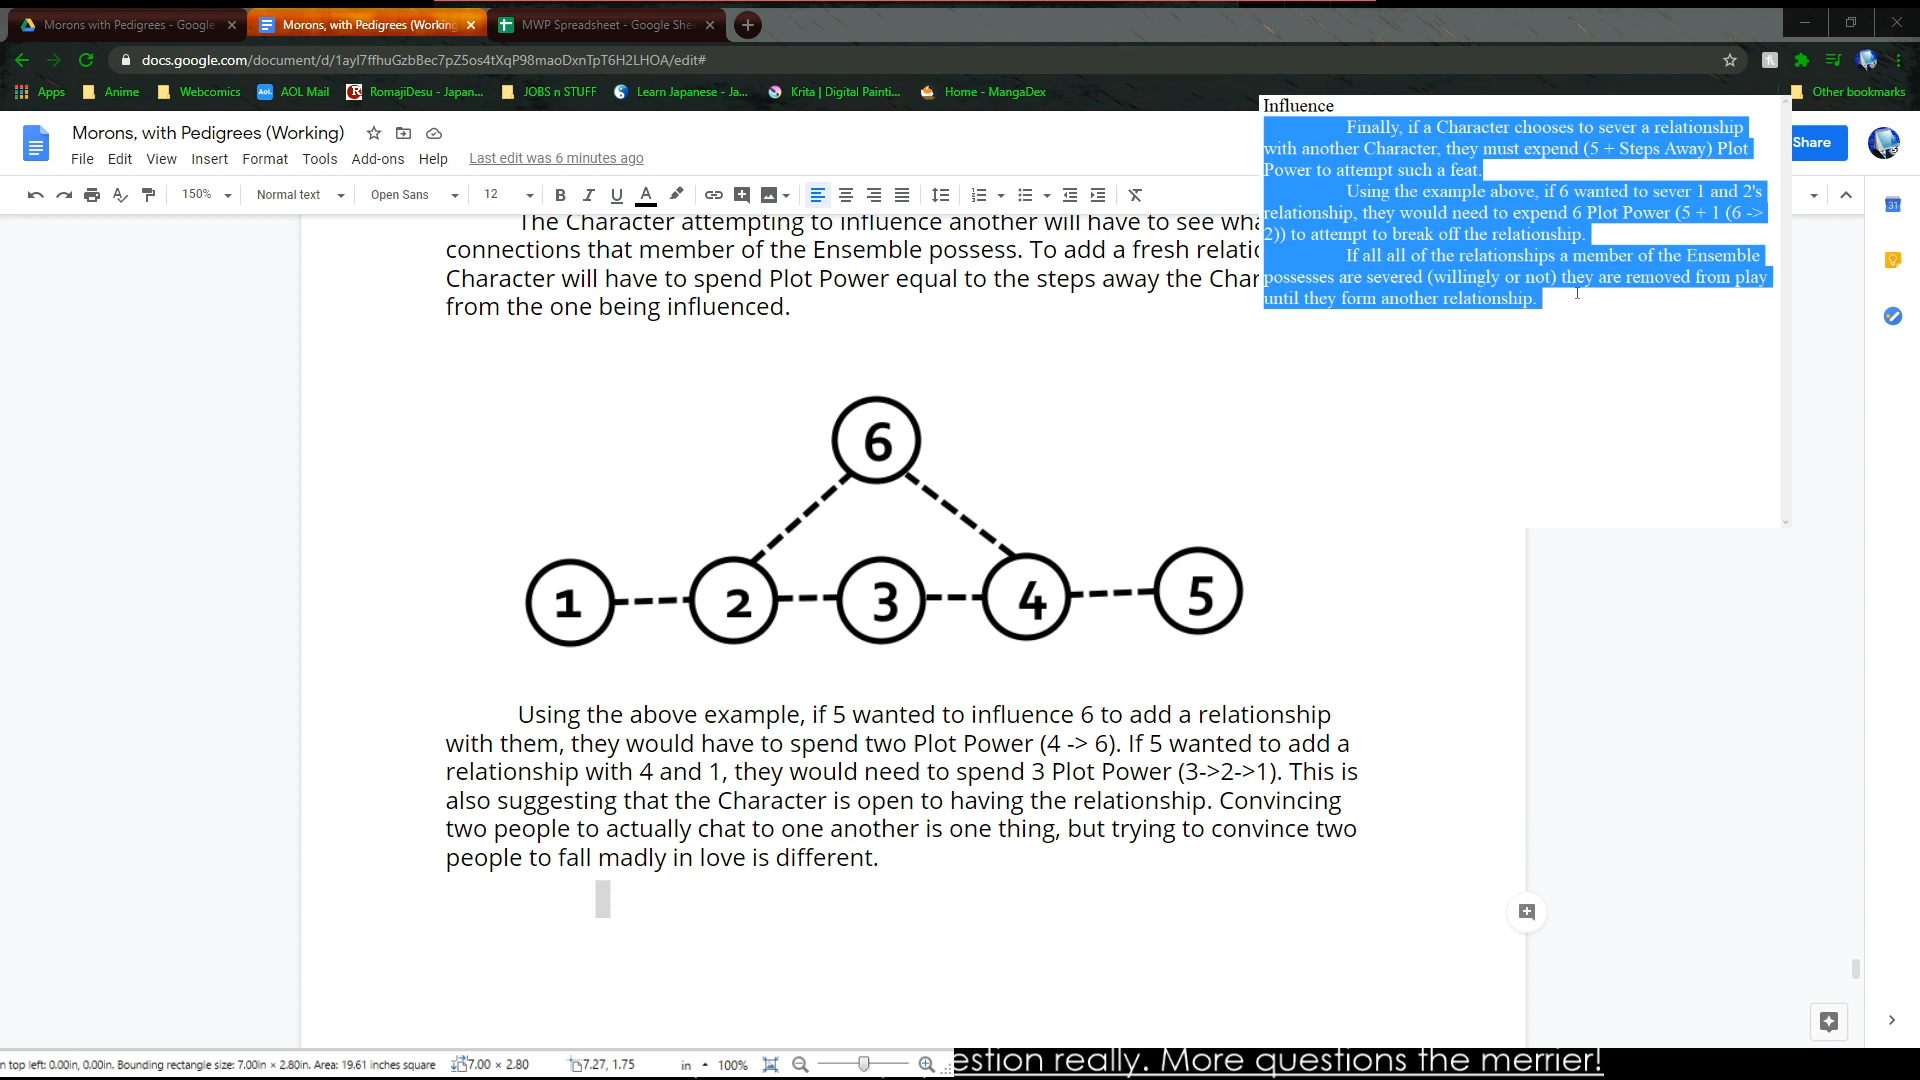 Morons with Pedigrees - Google
Morons, with Pedigrees (Working
MWP Spreadsheet - Google She
docs.google.com/document/d/1ayI7ffhuGzbBec7pZ5os4tXqP98maoDxnTpT6H2LHOA/edit#
Apps
Anime
Webcomics
AOL Mail
RomajiDesu - Japan...
JOBS n STUFF
Learn Japanese - Ja...
Krita | Digital Painti...
Home - MangaDex
Other bookmarks
Morons, with Pedigrees (Working)
File Edit View Insert Format Tools Add-ons Help Last edit was 6 minutes ago
Share
150% Normal text Open Sans 12
Influence
Finally, if a Character chooses to sever a relationship
with another Character, they must expend (5 + Steps Away) Plot
Power to attempt such a feat.
Using the example above, if 6 wanted to sever 1 and 2's
relationship, they would need to expend 6 Plot Power (5 + 1 (6 ->
2)) to attempt to break off the relationship.
If all all of the relationships a member of the Ensemble
possesses are severed (willingly or not) they are removed from play
until they form another relationship.
The Character attempting to influence another will have to see wha
connections that member of the Ensemble possess. To add a fresh relatio
Character will have to spend Plot Power equal to the steps away the Char
from the one being influenced.
6
1 2 3 4 5
Using the above example, if 5 wanted to influence 6 to add a relationship
with them, they would have to spend two Plot Power (4 -> 6). If 5 wanted to add a
relationship with 4 and 1, they would need to spend 3 Plot Power (3->2->1). This is
also suggesting that the Character is open to having the relationship. Convincing
two people to actually chat to one another is one thing, but trying to convince two
people to fall madly in love is different.
n top left: 0.00in, 0.00in. Bounding rectangle size: 7.00in × 2.80in. Area: 19.61 inches square
7.00 × 2.80
7.27, 1.75
in
100%
estion really. More questions the merrier!
31